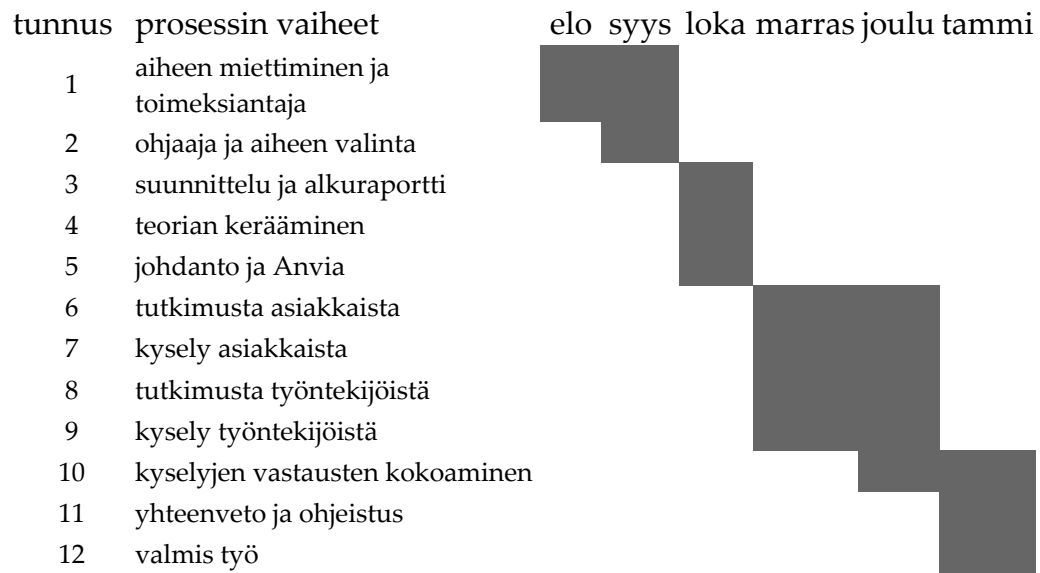 tunnus prosessin vaiheet elo syys loka marras joulu tammi
1 aiheen miettiminen ja
toimeksiantaja
2 ohjaaja ja aiheen valinta
3 suunnittelu ja alkuraportti
4 teorian kerääminen
5 johdanto ja Anvia
6 tutkimusta asiakkaista
7 kysely asiakkaista
8 tutkimusta työntekijöistä
9 kysely työntekijöistä
10 kyselyjen vastausten kokoaminen
11 yhteenveto ja ohjeistus
12 valmis työ